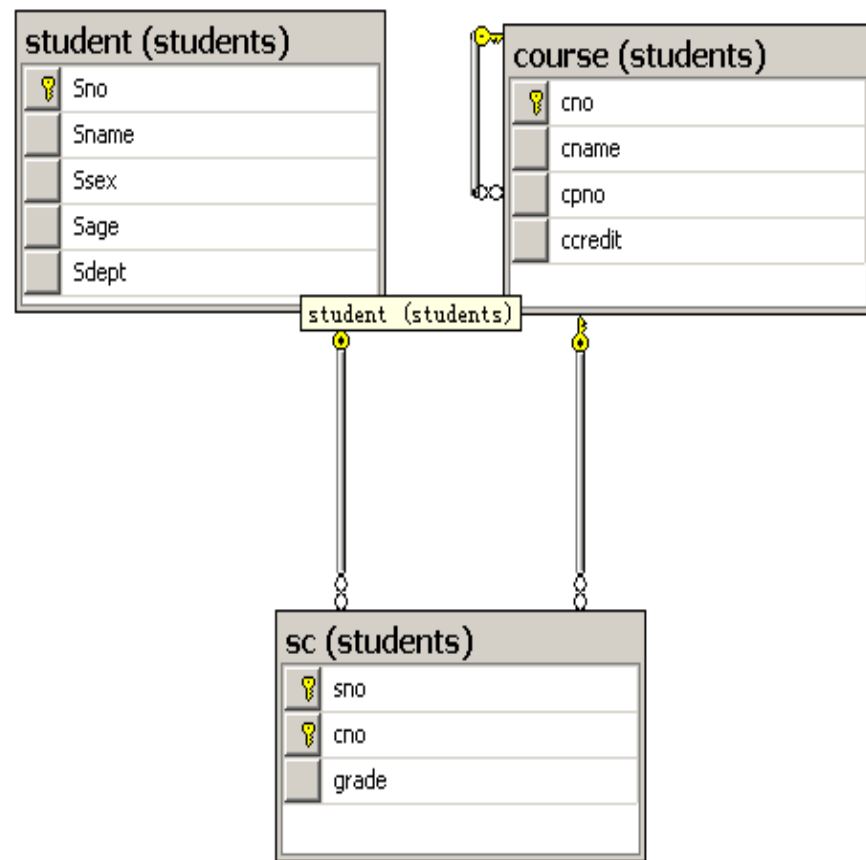 student (students)
Sno
Sname
Ssex
Sage
Sdept
course (students)
cno
cname
cpno
ccredit
student (students)
sc (students)
sno
cno
grade